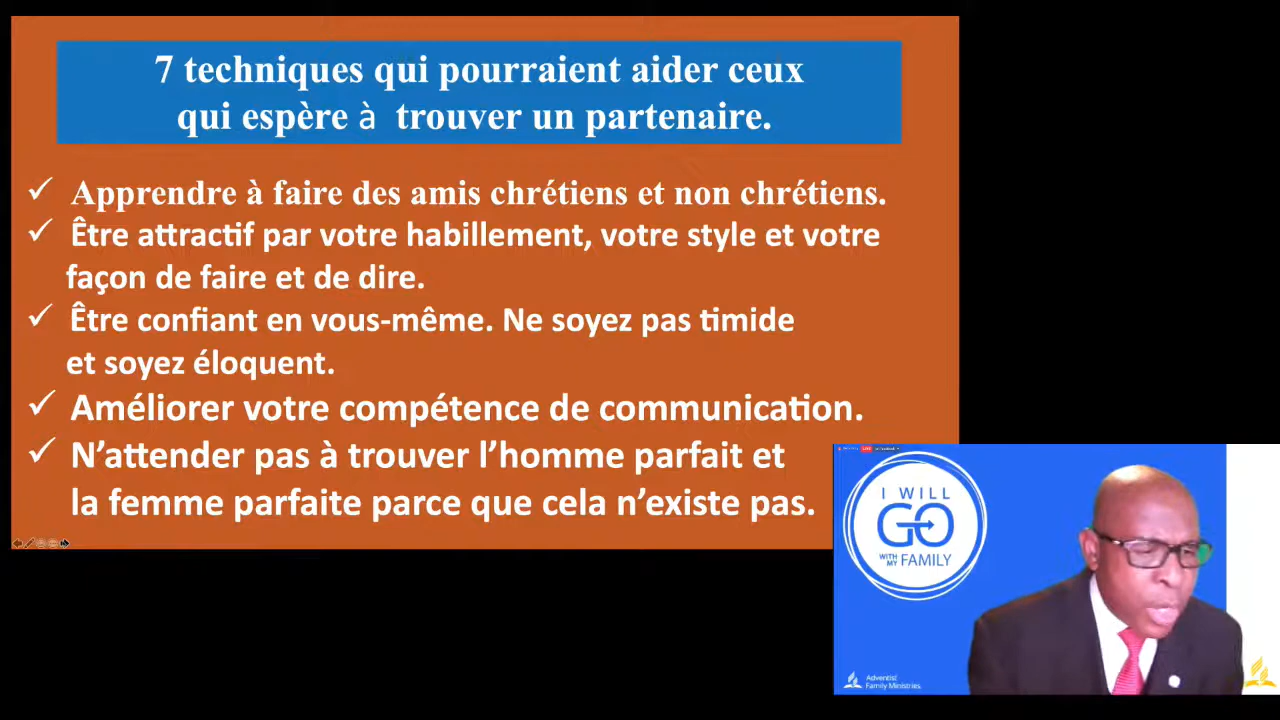 7 techniques qui pourraient aider ceux
qui espère à trouver un partenaire.
✓ Apprendre à faire des amis chrétiens et non chrétiens.
✓ Être attractif par votre habillement, votre style et votre
façon de faire et de dire.
✓ Être confiant en vous-même. Ne soyez pas timide
et soyez éloquent.
✓ Améliorer votre compétence de communication.
✓ N’attender pas à trouver l’homme parfait et
la femme parfaite parce que cela n’existe pas.
I WILL
GO
WITH MY FAMILY
Adventist
Family Ministries